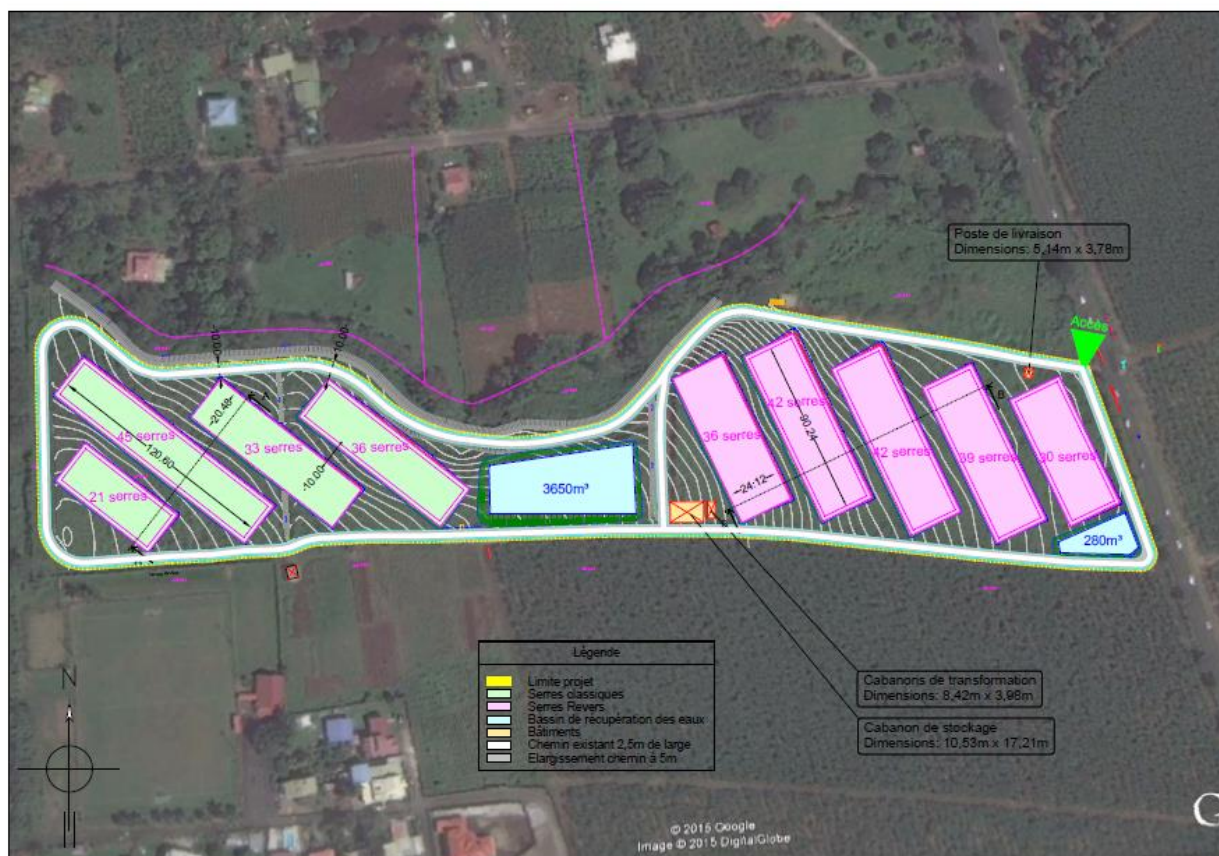 Poste de livraison
Dimensions: 5,14m x 3,78m
Accès
10.00
10.00
20.48
A
45 serres
120.60
33 serres
36 serres
10.00
21 serres
3650m³
36 serres
42 serres
90.24
42 serres
39 serres
30 serres
B
24.12
280m³
Légende
Limite projet
Serres classiques
Serres Revers
Bassin de récupération des eaux
Bâtiments
Chemin existant 2,5m de large
Elargissement chemin à 5m
Cabanons de transformation
Dimensions: 8,42m x 3,98m
Cabanon de stockage
Dimensions: 10,53m x 17,21m
N
© 2015 Google
Image © 2015 DigitalGlobe
G